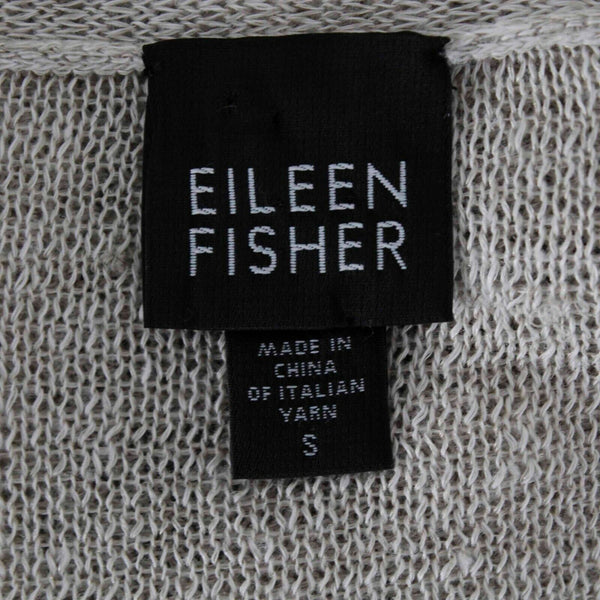 EILEEN
FISHER
MADE IN
CHINA
OF ITALIAN
YARN
S